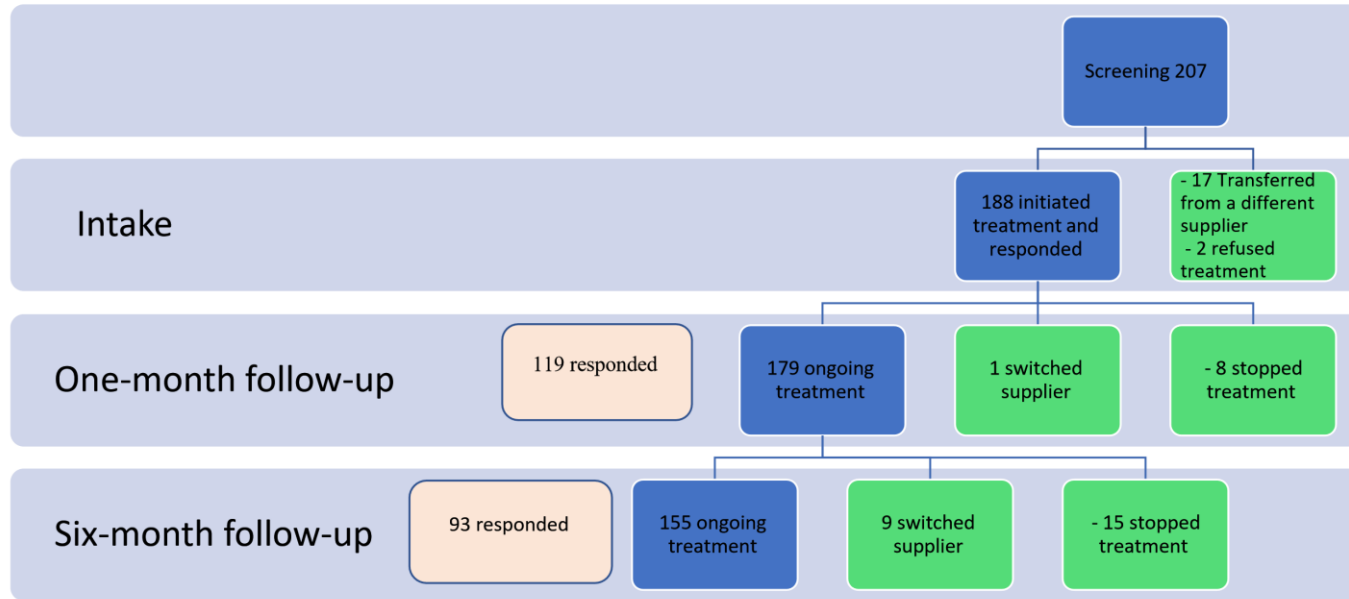 Screening 207
Intake
188 initiated
treatment and
responded
- 17 Transferred
from a different
supplier
- 2 refused
treatment
One-month follow-up
119 responded
179 ongoing
treatment
1 switched
supplier
- 8 stopped
treatment
Six-month follow-up
93 responded
155 ongoing
treatment
9 switched
supplier
- 15 stopped
treatment